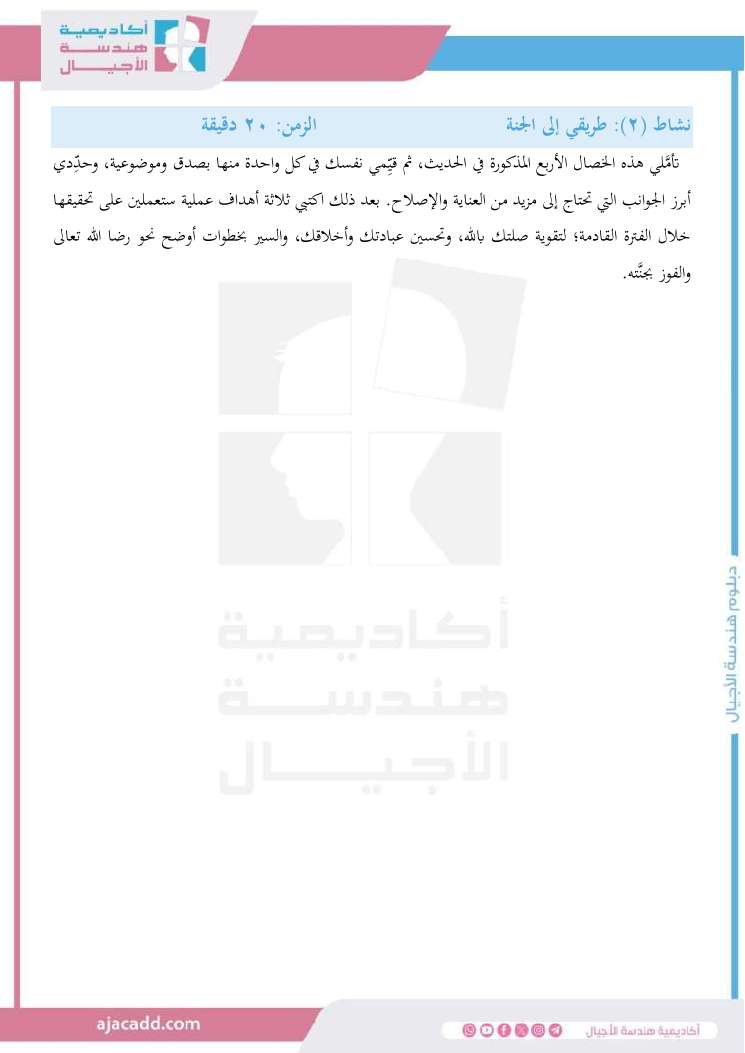 أكاديمية
هندسة
الأجيال
نشاط (٢): طريقي إلى الجنة الزمن: ٢٠ دقيقة
تأمَّلي هذه الخصال الأربع المذكورة في الحديث، ثم قيِّمي نفسك في كل واحدة منها بصدق وموضوعية، وحدِّدي
أبرز الجوانب التي تحتاج إلى مزيد من العناية والإصلاح. بعد ذلك اكتبي ثلاثة أهداف عملية ستعملين على تحقيقها
خلال الفترة القادمة؛ لتقوية صلتك بالله، وتحسين عبادتك وأخلاقك، والسير بخطوات أوضح نحو رضا الله تعالى
والفوز بجنَّته.
أكاديمية
هندسة
الأجيال
دبلوم هندسة الأجيال
أكاديمية هندسة الأجيال
ajacadd.com